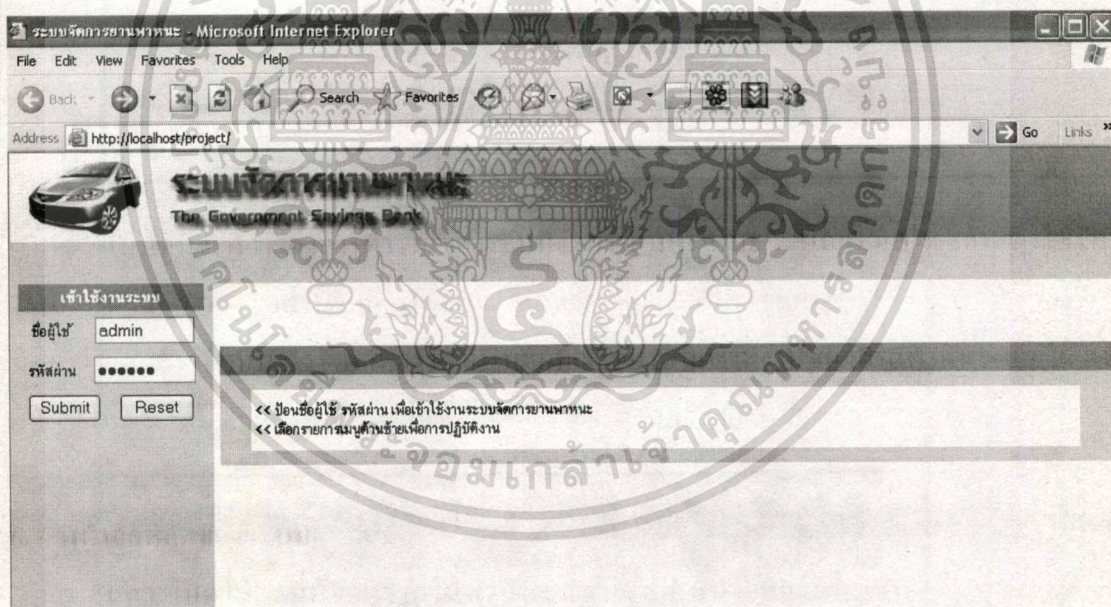 ระบบจัดการยานพาหนะ - Microsoft Internet Explorer
File Edit View Favorites Tools Help
Back Search Favorites
Address http://localhost/project/ Go Links »
ระบบจัดการยานพาหนะ
The Government Savings Bank
เข้าใช้งานระบบ
ชื่อผู้ใช้ admin
รหัสผ่าน ••••••
Submit Reset
<< ป้อนชื่อผู้ใช้ รหัสผ่าน เพื่อเข้าใช้งานระบบจัดการยานพาหนะ
<< เลือกรายการเมนูด้านซ้ายเพื่อการปฏิบัติงาน